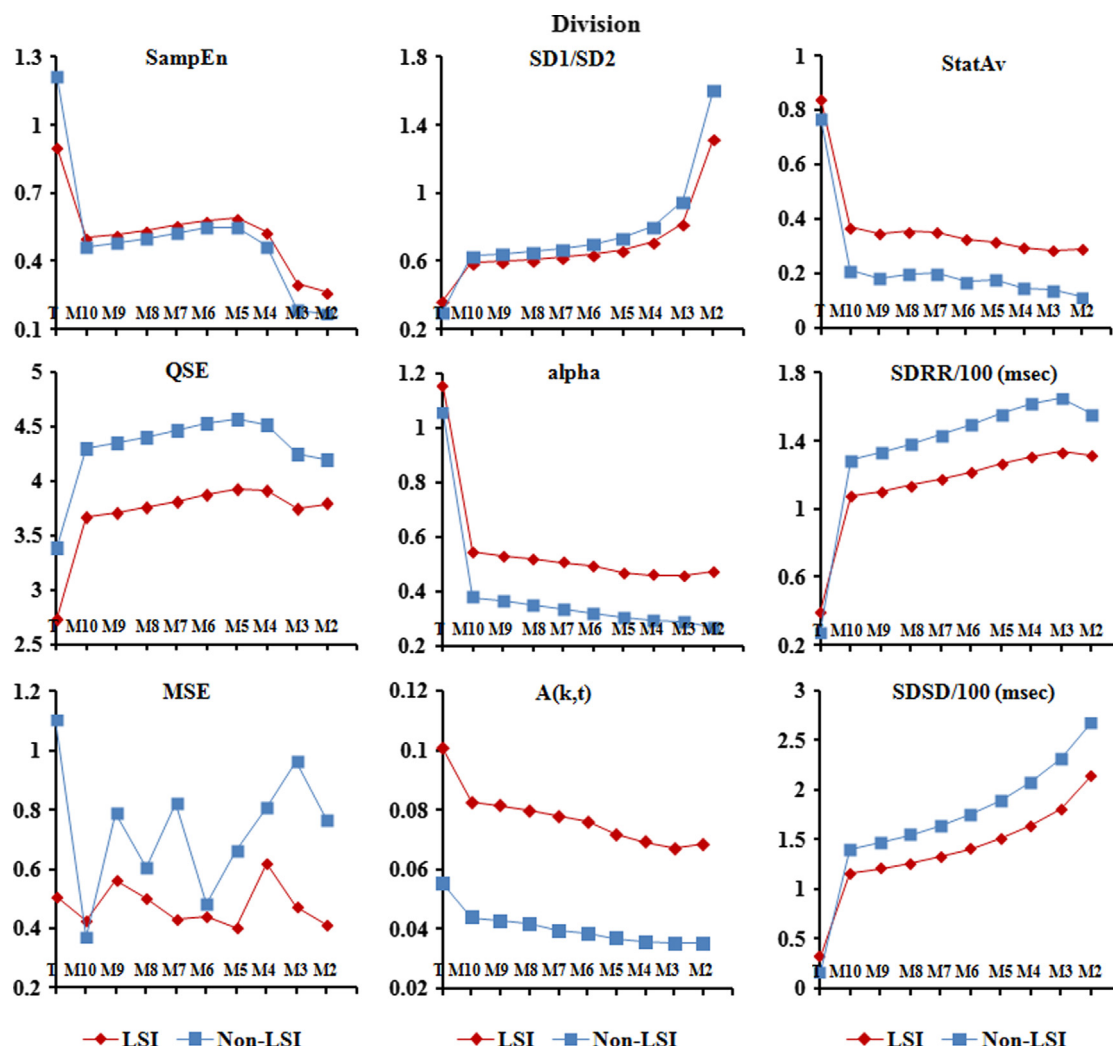 Division
SampEn
1.3
1
0.7
0.4
0.1
T M10 M9 M8 M7 M6 M5 M4 M3 M2
SD1/SD2
1.8
1.4
1
0.6
0.2
T M10 M9 M8 M7 M6 M5 M4 M3 M2
StatAv
1
0.8
0.6
0.4
0.2
0
T M10 M9 M8 M7 M6 M5 M4 M3 M2
QSE
5
4.5
4
3.5
3
2.5
T M10 M9 M8 M7 M6 M5 M4 M3 M2
alpha
1.2
1
0.8
0.6
0.4
0.2
T M10 M9 M8 M7 M6 M5 M4 M3 M2
SDRR/100 (msec)
1.8
1.4
1
0.6
0.2
T M10 M9 M8 M7 M6 M5 M4 M3 M2
MSE
1.2
1
0.8
0.6
0.4
0.2
T M10 M9 M8 M7 M6 M5 M4 M3 M2
A(k,t)
0.12
0.1
0.08
0.06
0.04
0.02
T M10 M9 M8 M7 M6 M5 M4 M3 M2
SDSD/100 (msec)
3
2.5
2
1.5
1
0.5
0
T M10 M9 M8 M7 M6 M5 M4 M3 M2
LSI Non-LSI
LSI Non-LSI
LSI Non-LSI